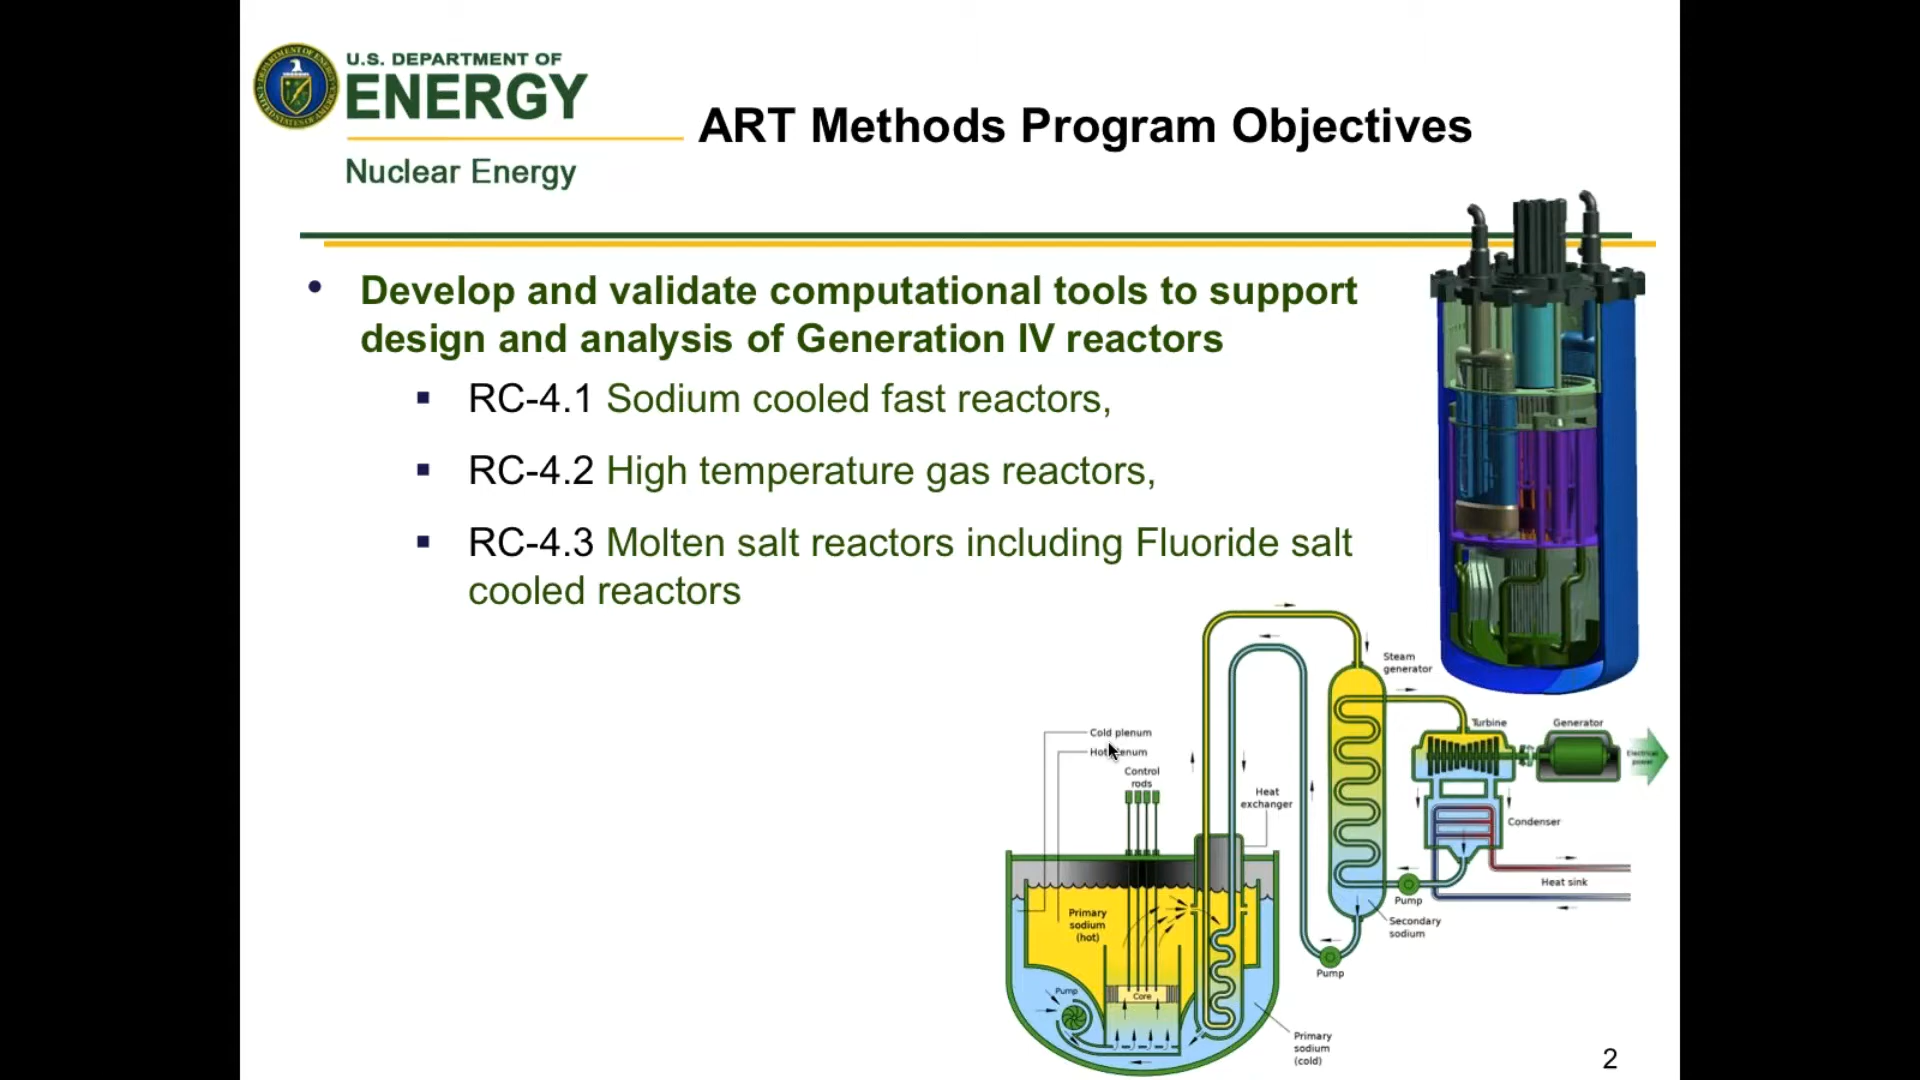 U.S. DEPARTMENT OF
ENERGY
Nuclear Energy
ART Methods Program Objectives
• Develop and validate computational tools to support
design and analysis of Generation IV reactors
▪ RC-4.1 Sodium cooled fast reactors,
▪ RC-4.2 High temperature gas reactors,
▪ RC-4.3 Molten salt reactors including Fluoride salt
cooled reactors
Steam
generator
Turbine
Generator
Electrical
power
Cold plenum
Control
rods
Heat
exchanger
Condenser
Heat sink
Pump
Secondary
sodium
Pump
Primary
sodium
(hot)
Pump
Core
Primary
sodium
(cold)
2